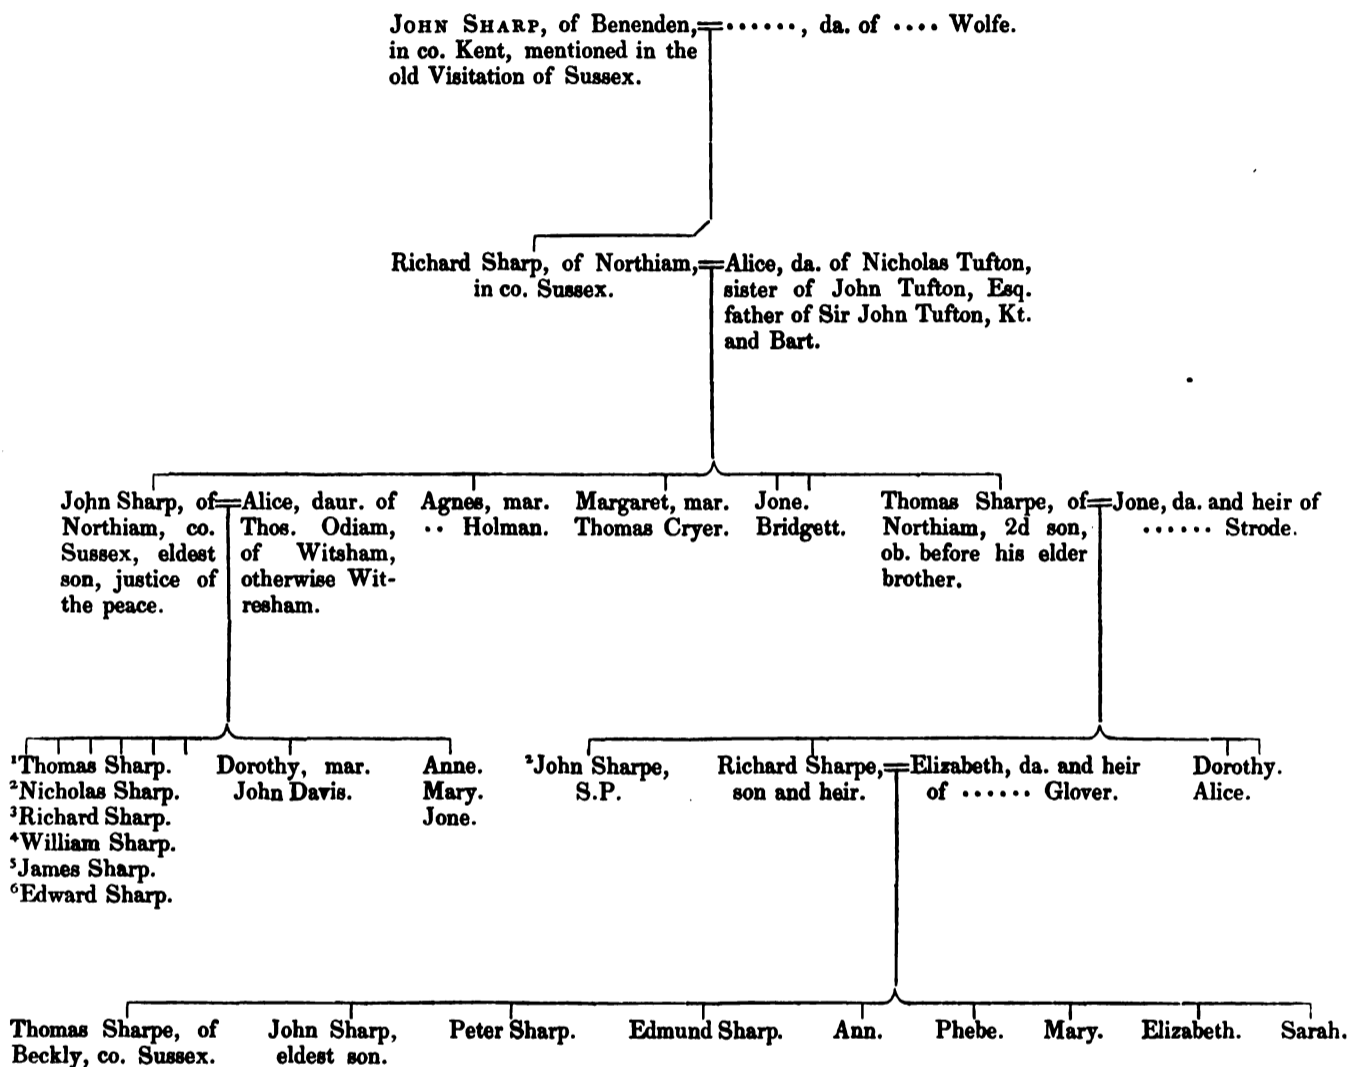 JOHN SHARP, of Benenden,=······, da. of ···· Wolfe.
in co. Kent, mentioned in the
old Visitation of Sussex.
Richard Sharp, of Northiam,=Alice, da. of Nicholas Tufton,
in co. Sussex.
sister of John Tufton, Esq.
father of Sir John Tufton, Kt.
and Bart.
John Sharp, of=Alice, daur. of
Northiam, co.
Sussex, eldest
son, justice of
the peace.
Thos. Odiam,
of Witsham,
otherwise Wit-
resham.
Agnes, mar.
·· Holman.
Margaret, mar.
Thomas Cryer.
Jone.
Bridgett.
Thomas Sharpe, of=Jone, da. and heir of
Northiam, 2d son,
ob. before his elder
brother.
······ Strode.
¹Thomas Sharp.
²Nicholas Sharp.
³Richard Sharp.
⁴William Sharp.
⁵James Sharp.
⁶Edward Sharp.
Dorothy, mar.
John Davis.
Anne.
Mary.
Jone.
²John Sharpe,
S.P.
Richard Sharpe,=Elizabeth, da. and heir
son and heir.
of ······ Glover.
Dorothy.
Alice.
Thomas Sharpe, of
Beckly, co. Sussex.
John Sharp,
eldest son.
Peter Sharp.
Edmund Sharp.
Ann.
Phebe.
Mary.
Elizabeth.
Sarah.